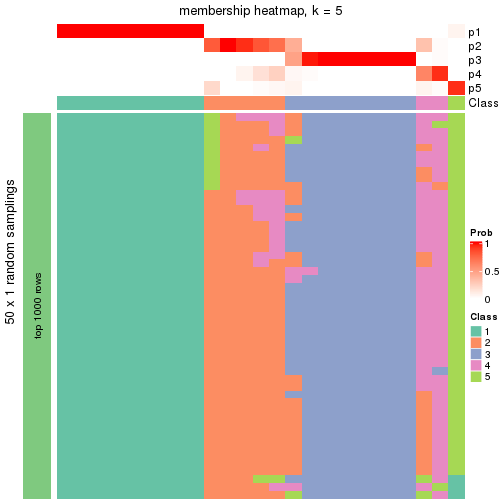 membership heatmap, k = 5
p1
p2
p3
p4
p5
Class
50 x 1 random samplings
top 1000 rows
Prob
1
0.5
0
Class
1
2
3
4
5